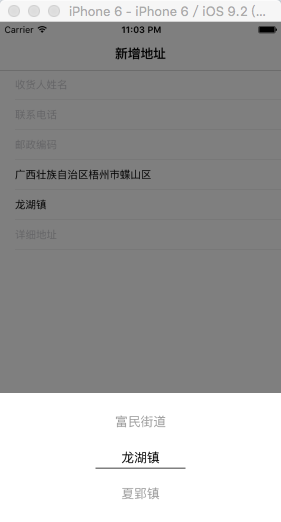 iPhone 6 - iPhone 6 / iOS 9.2 (...
Carrier 11:03 PM
新增地址
收货人姓名
联系电话
邮政编码
广西壮族自治区梧州市蝶山区
龙湖镇
详细地址
富民街道
龙湖镇
夏郢镇